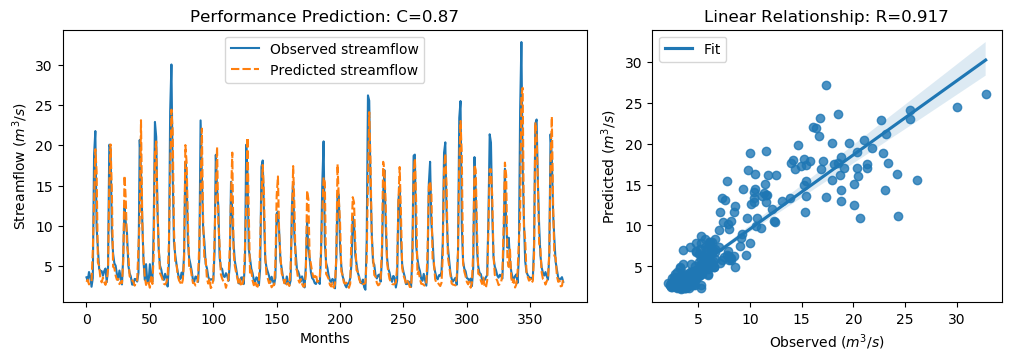 Performance Prediction: C=0.87
Observed streamflow
Predicted streamflow
Streamflow (m³/s)
30
25
20
15
10
5
0
50
100
150
200
250
300
350
Months
Linear Relationship: R=0.917
Fit
Predicted (m³/s)
30
25
20
15
10
5
5
10
15
20
25
30
Observed (m³/s)